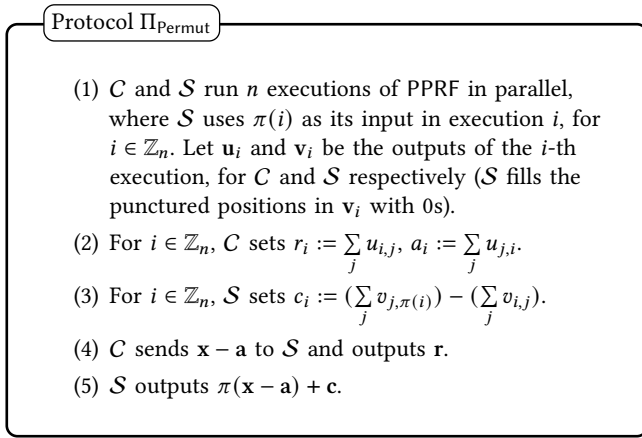 Protocol Π_Permut
(1) 𝒞 and 𝒮 run n executions of PPRF in parallel,
where 𝒮 uses π(i) as its input in execution i, for
i ∈ ℤ_n. Let 𝐮_i and 𝐯_i be the outputs of the i-th
execution, for 𝒞 and 𝒮 respectively (𝒮 fills the
punctured positions in 𝐯_i with 0s).
(2) For i ∈ ℤ_n, 𝒞 sets r_i := ∑_j u_{i,j}, a_i := ∑_j u_{j,i}.
(3) For i ∈ ℤ_n, 𝒮 sets c_i := (∑_j v_{j,π(i)}) − (∑_j v_{i,j}).
(4) 𝒞 sends 𝐱 − 𝐚 to 𝒮 and outputs 𝐫.
(5) 𝒮 outputs π(𝐱 − 𝐚) + 𝐜.